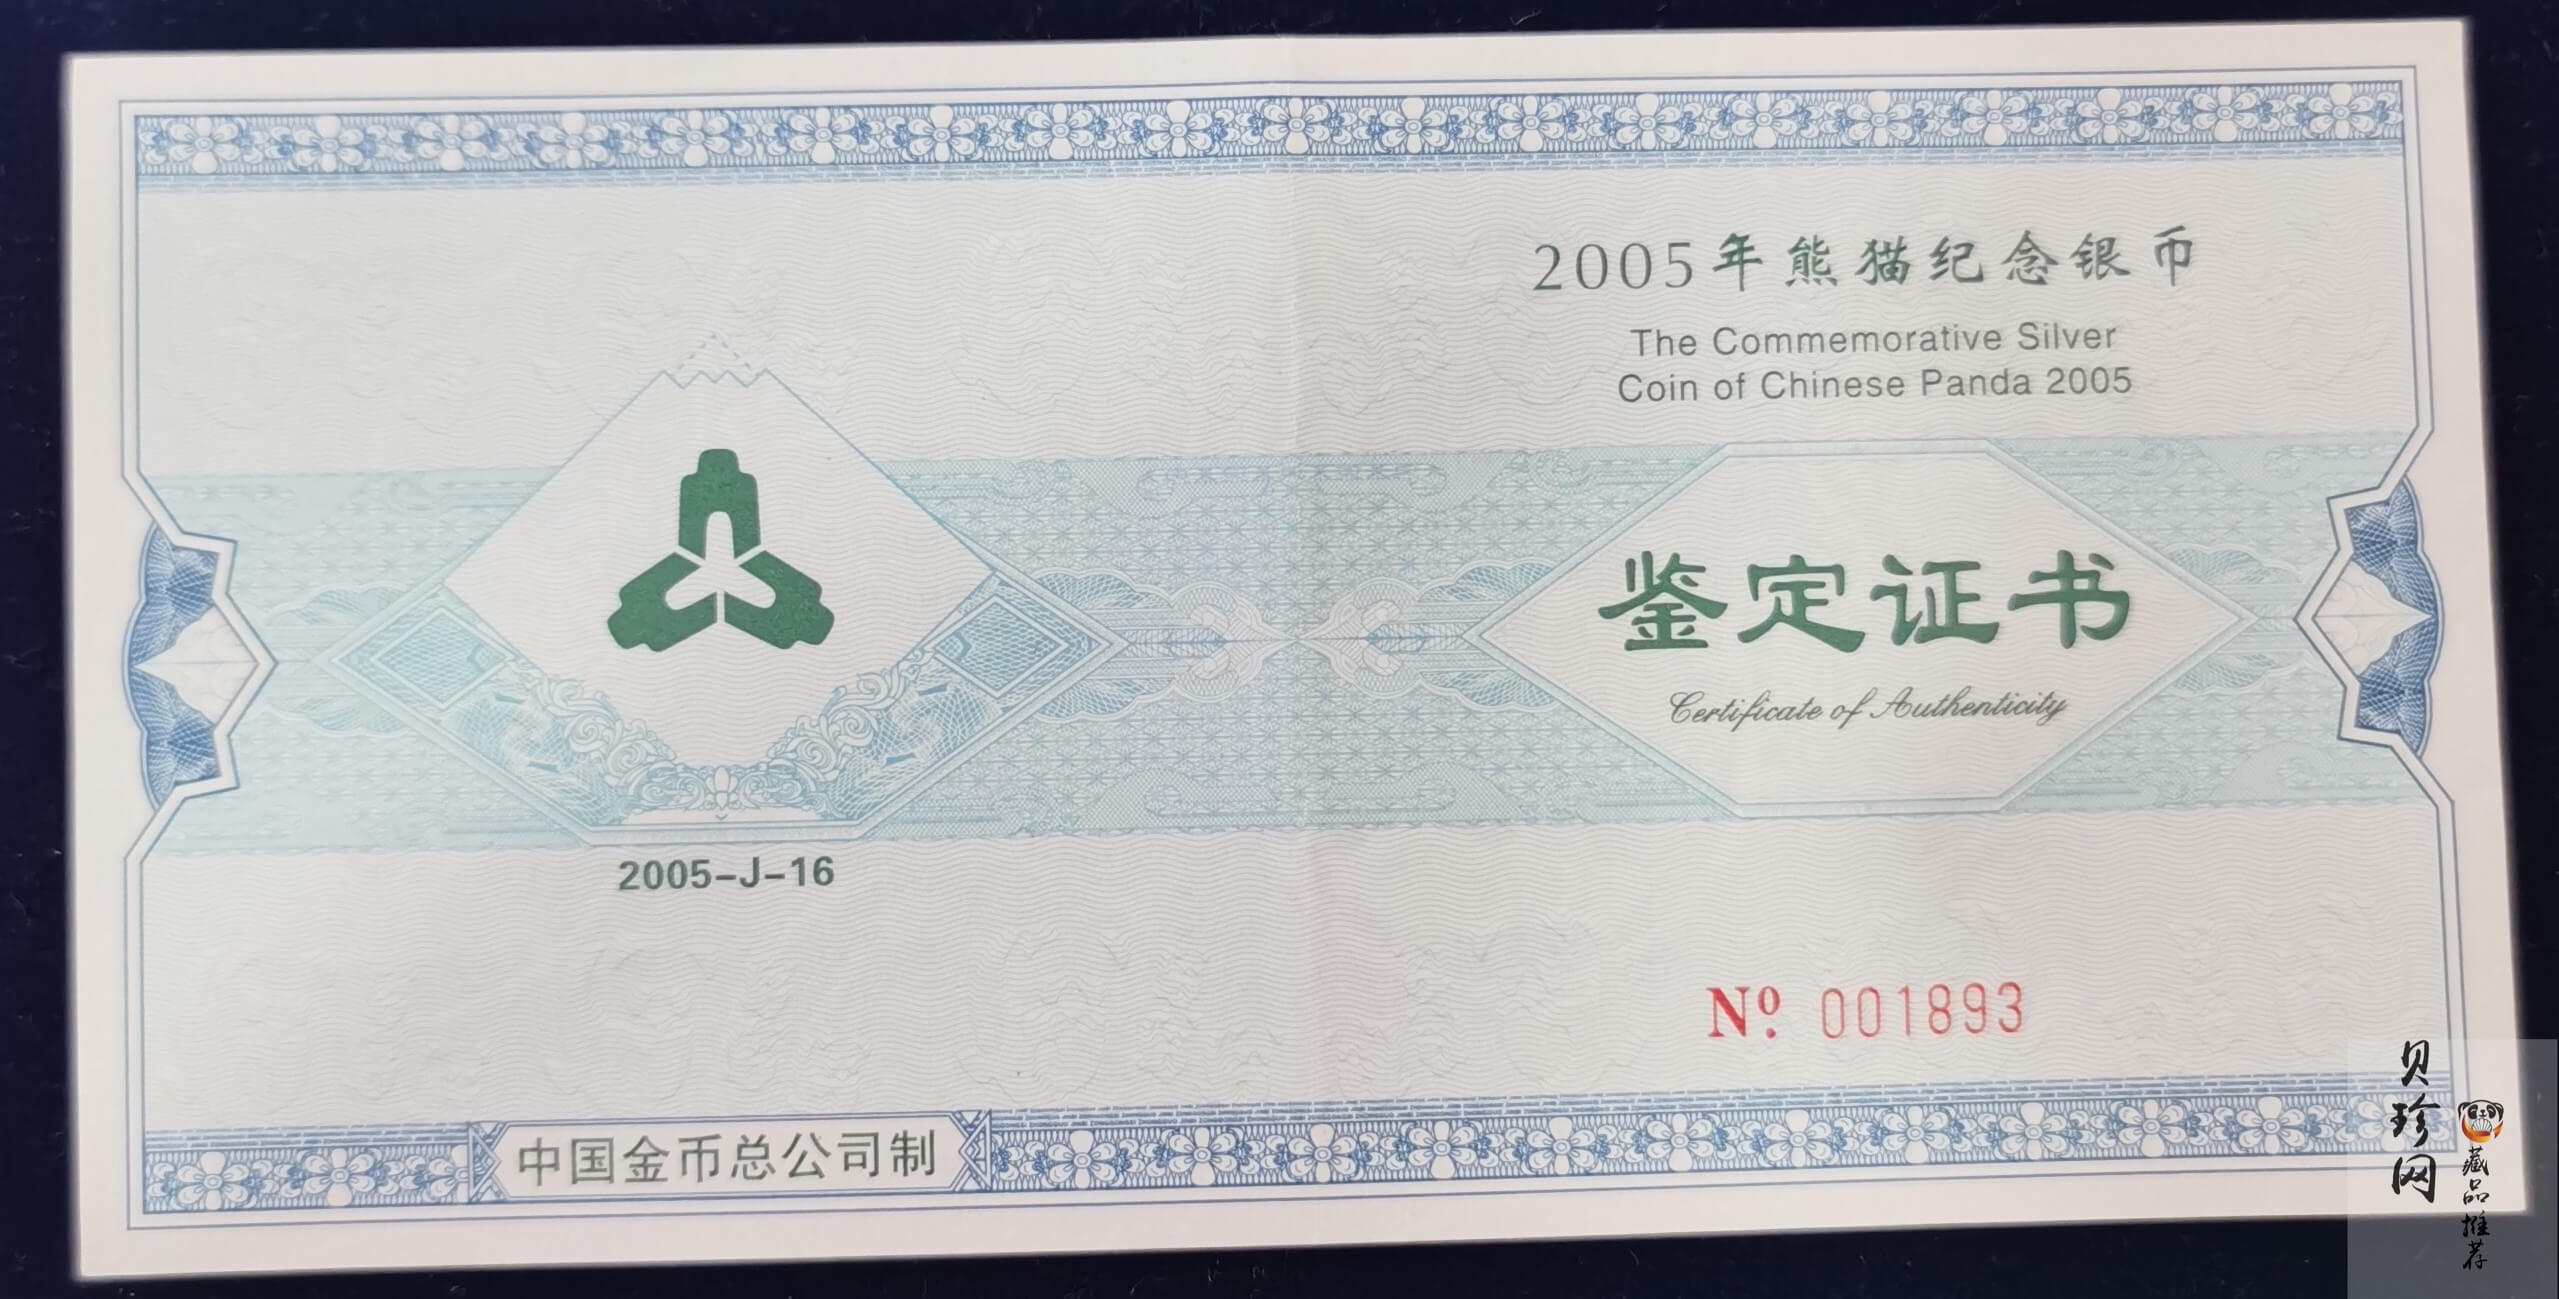 2005年熊猫纪念银币
The Commemorative Silver
Coin of Chinese Panda 2005
鉴定证书
Certificate of Authenticity
2005-J-16
Nº 001893
中国金币总公司制
贝珍网
藏品推荐